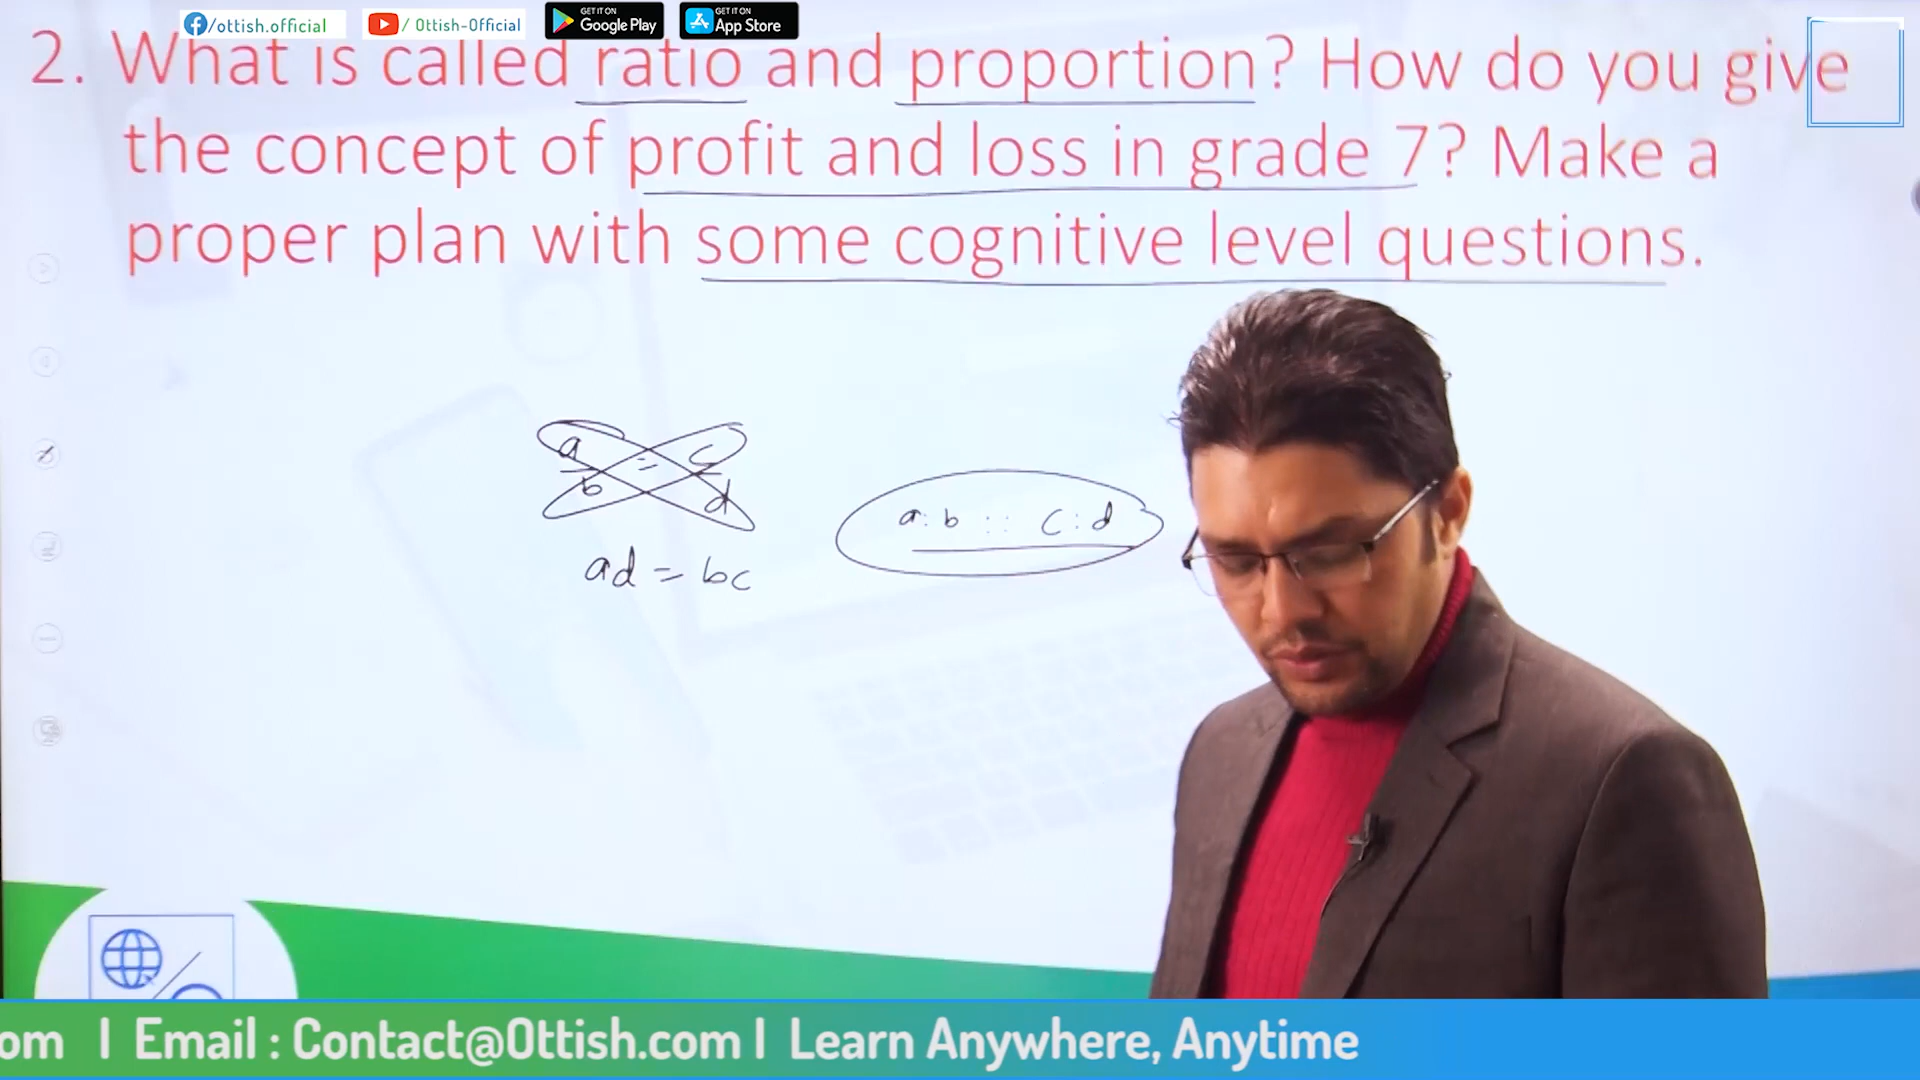 /ottish.official
/ Ottish-Official
GET IT ON
Google Play
GET IT ON
App Store
2. What is called ratio and proportion? How do you give
the concept of profit and loss in grade 7? Make a
proper plan with some cognitive level questions.
a/b = c/d
a:b :: c:d
ad = bc
om | Email : Contact@Ottish.com | Learn Anywhere, Anytime